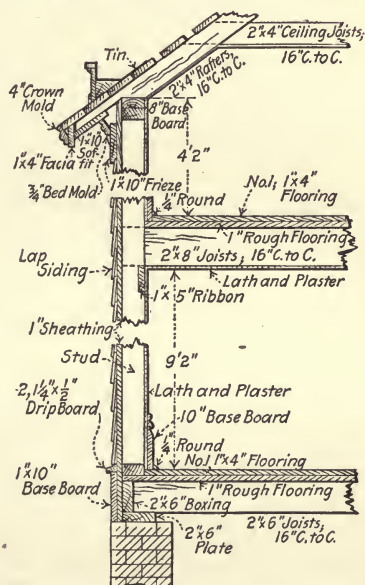 2"x4"Ceiling Joists;
16"C.to C.
Tin
2"x4"Rafters,
16"C.to C.
4"Crown
Mold
8"Base
Board
1"x10"
Sof-
fit
1"x4"Facia
3/4"Bed Mold
1"x10"Frieze
4'2"
1/4"Round
No.1, 1"x4"
Flooring
1"Rough Flooring
2"x8"Joists; 16"C. to C.
Lap
Siding
Lath and Plaster
1"x5"Ribbon
1"Sheathing
Stud
9'2"
-2, 1 1/4"x 1/2"
Drip Board
Lath and Plaster
10"Base Board
1/4"Round
No.1, 1"x4"Flooring
1"x10"
Base Board
1"Rough Flooring
2"x6"Boxing
2"x6"
Plate
2"x6"Joists,
16"C.to C.